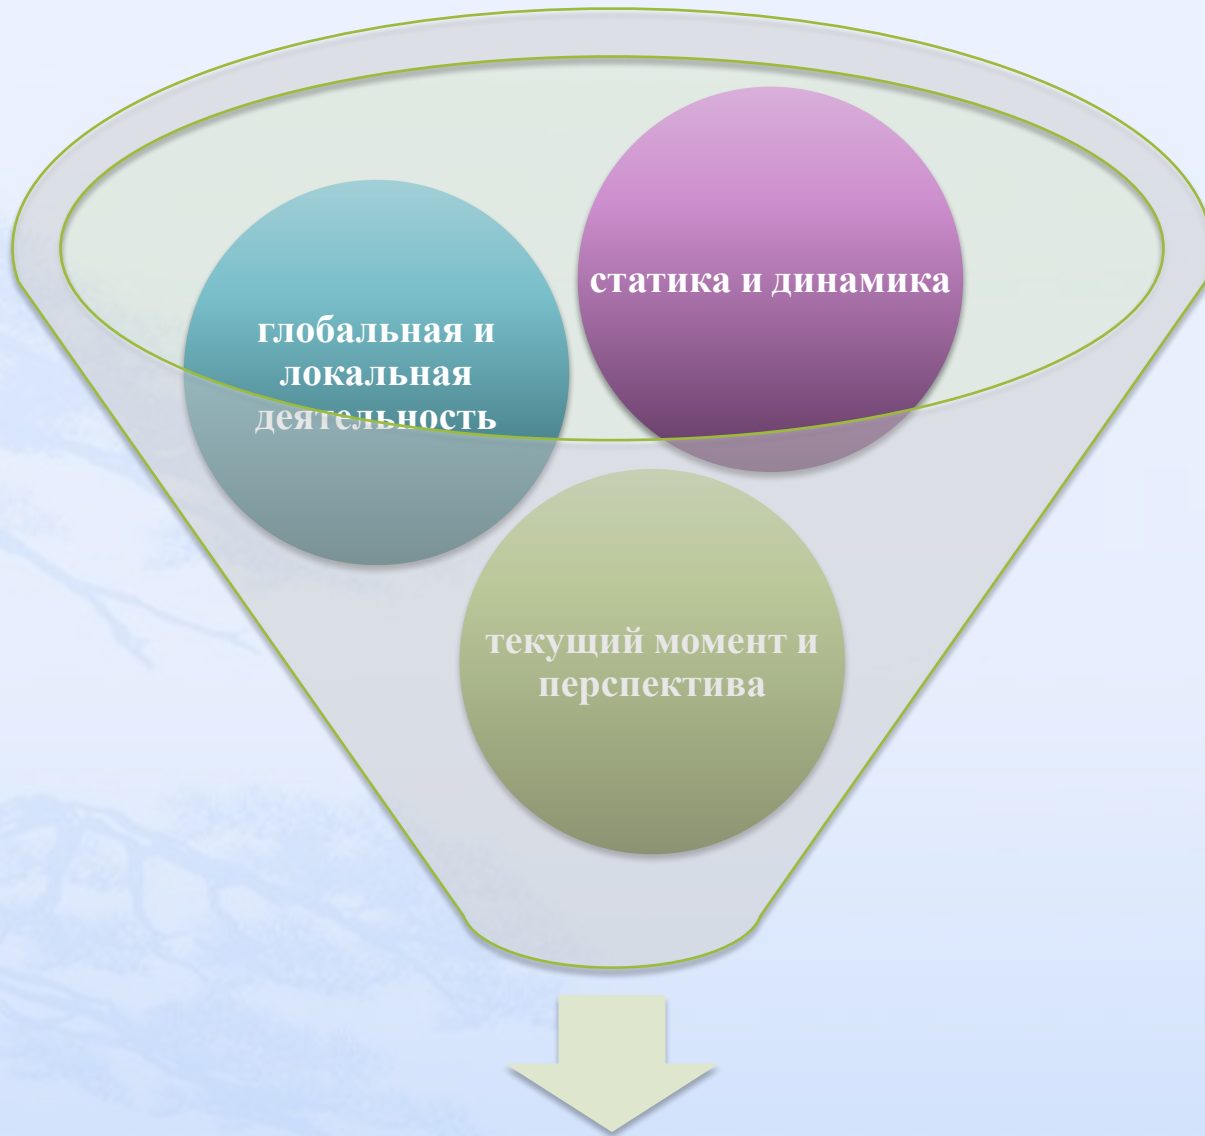 статика и динамика
глобальная и
локальная
деятельность
текущий момент и
перспектива